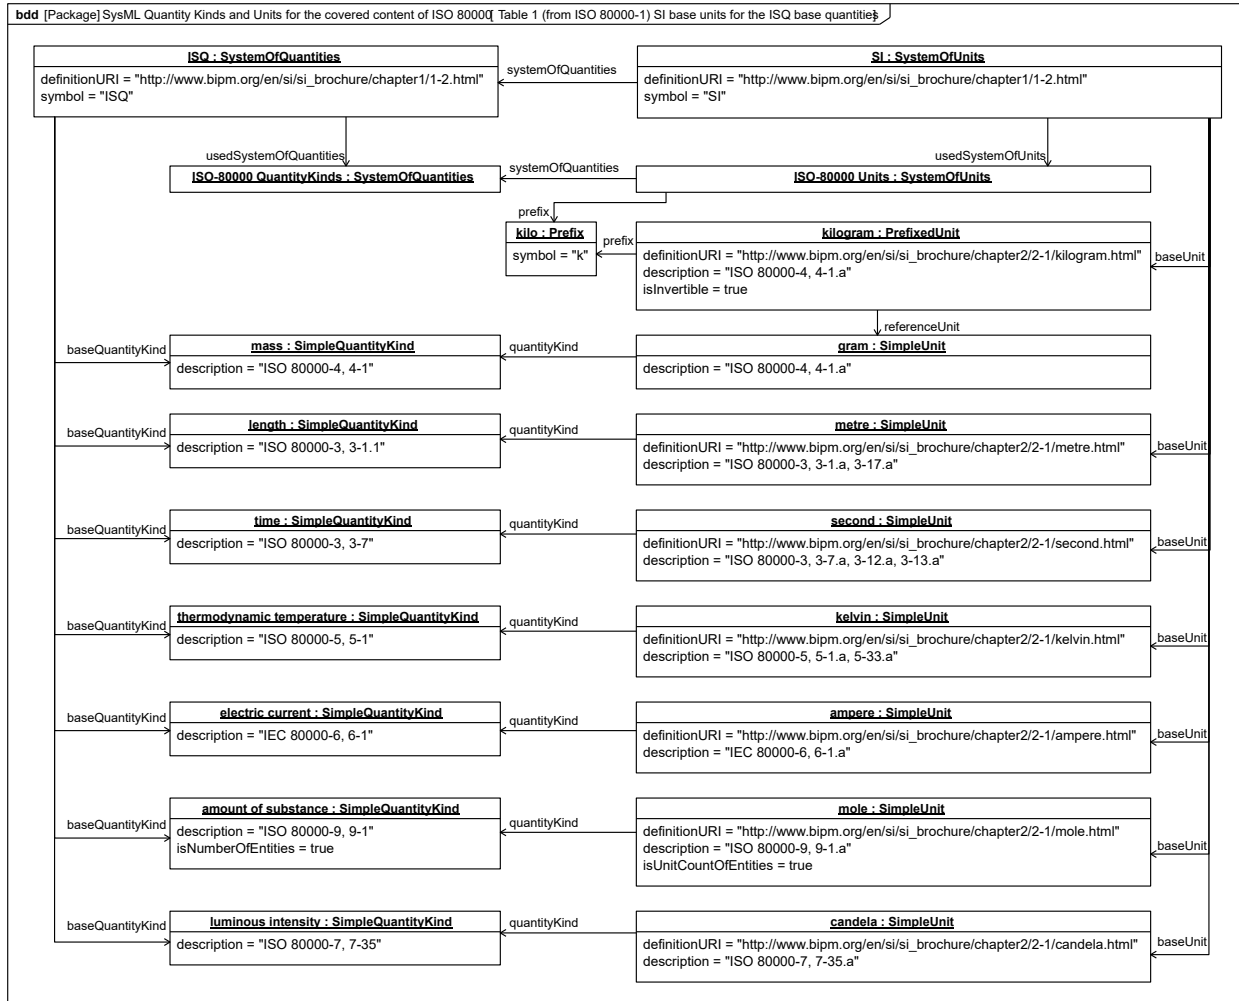 bdd [Package] SysML Quantity Kinds and Units for the covered content of ISO 80000[ Table 1 (from ISO 80000-1) SI base units for the ISQ base quantities]
ISQ : SystemOfQuantities
definitionURI = "http://www.bipm.org/en/si/si_brochure/chapter1/1-2.html"
symbol = "ISQ"
systemOfQuantities
SI : SystemOfUnits
definitionURI = "http://www.bipm.org/en/si/si_brochure/chapter1/1-2.html"
symbol = "SI"
usedSystemOfQuantities
usedSystemOfUnits
ISO-80000 QuantityKinds : SystemOfQuantities
systemOfQuantities
ISO-80000 Units : SystemOfUnits
prefix
kilo : Prefix
symbol = "k"
prefix
kilogram : PrefixedUnit
definitionURI = "http://www.bipm.org/en/si/si_brochure/chapter2/2-1/kilogram.html"
description = "ISO 80000-4, 4-1.a"
isInvertible = true
baseUnit
referenceUnit
baseQuantityKind
mass : SimpleQuantityKind
description = "ISO 80000-4, 4-1"
quantityKind
gram : SimpleUnit
description = "ISO 80000-4, 4-1.a"
baseQuantityKind
length : SimpleQuantityKind
description = "ISO 80000-3, 3-1.1"
quantityKind
metre : SimpleUnit
definitionURI = "http://www.bipm.org/en/si/si_brochure/chapter2/2-1/metre.html"
description = "ISO 80000-3, 3-1.a, 3-17.a"
baseUnit
baseQuantityKind
time : SimpleQuantityKind
description = "ISO 80000-3, 3-7"
quantityKind
second : SimpleUnit
definitionURI = "http://www.bipm.org/en/si/si_brochure/chapter2/2-1/second.html"
description = "ISO 80000-3, 3-7.a, 3-12.a, 3-13.a"
baseUnit
baseQuantityKind
thermodynamic temperature : SimpleQuantityKind
description = "ISO 80000-5, 5-1"
quantityKind
kelvin : SimpleUnit
definitionURI = "http://www.bipm.org/en/si/si_brochure/chapter2/2-1/kelvin.html"
description = "ISO 80000-5, 5-1.a, 5-33.a"
baseUnit
baseQuantityKind
electric current : SimpleQuantityKind
description = "IEC 80000-6, 6-1"
quantityKind
ampere : SimpleUnit
definitionURI = "http://www.bipm.org/en/si/si_brochure/chapter2/2-1/ampere.html"
description = "IEC 80000-6, 6-1.a"
baseUnit
baseQuantityKind
amount of substance : SimpleQuantityKind
description = "ISO 80000-9, 9-1"
isNumberOfEntities = true
quantityKind
mole : SimpleUnit
definitionURI = "http://www.bipm.org/en/si/si_brochure/chapter2/2-1/mole.html"
description = "ISO 80000-9, 9-1.a"
isUnitCountOfEntities = true
baseUnit
baseQuantityKind
luminous intensity : SimpleQuantityKind
description = "ISO 80000-7, 7-35"
quantityKind
candela : SimpleUnit
definitionURI = "http://www.bipm.org/en/si/si_brochure/chapter2/2-1/candela.html"
description = "ISO 80000-7, 7-35.a"
baseUnit